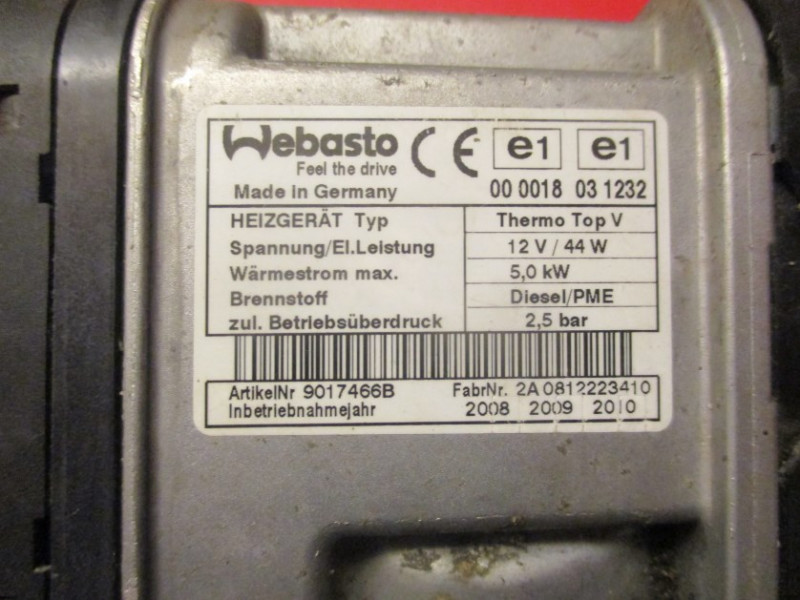 Webasto
Feel the drive
CE e1 e1
Made in Germany 00 0018 03 1232
HEIZGERÄT Typ Thermo Top V
Spannung/El.Leistung 12 V / 44 W
Wärmestrom max. 5,0 kW
Brennstoff Diesel/PME
zul. Betriebsüberdruck 2,5 bar
ArtikelNr 9017466B FabrNr. 2A0812223410
Inbetriebnahmejahr 2008 2009 2010